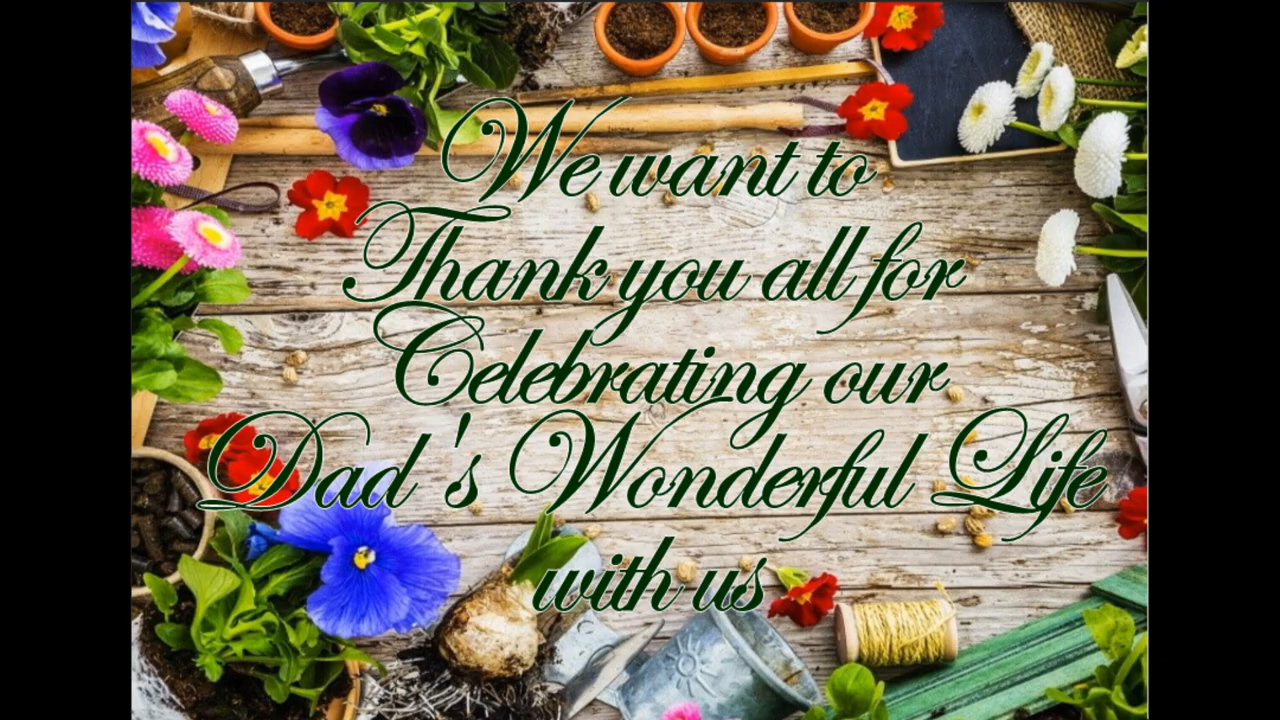 We want to
Thank you all for
Celebrating our
Dad's Wonderful Life
with us